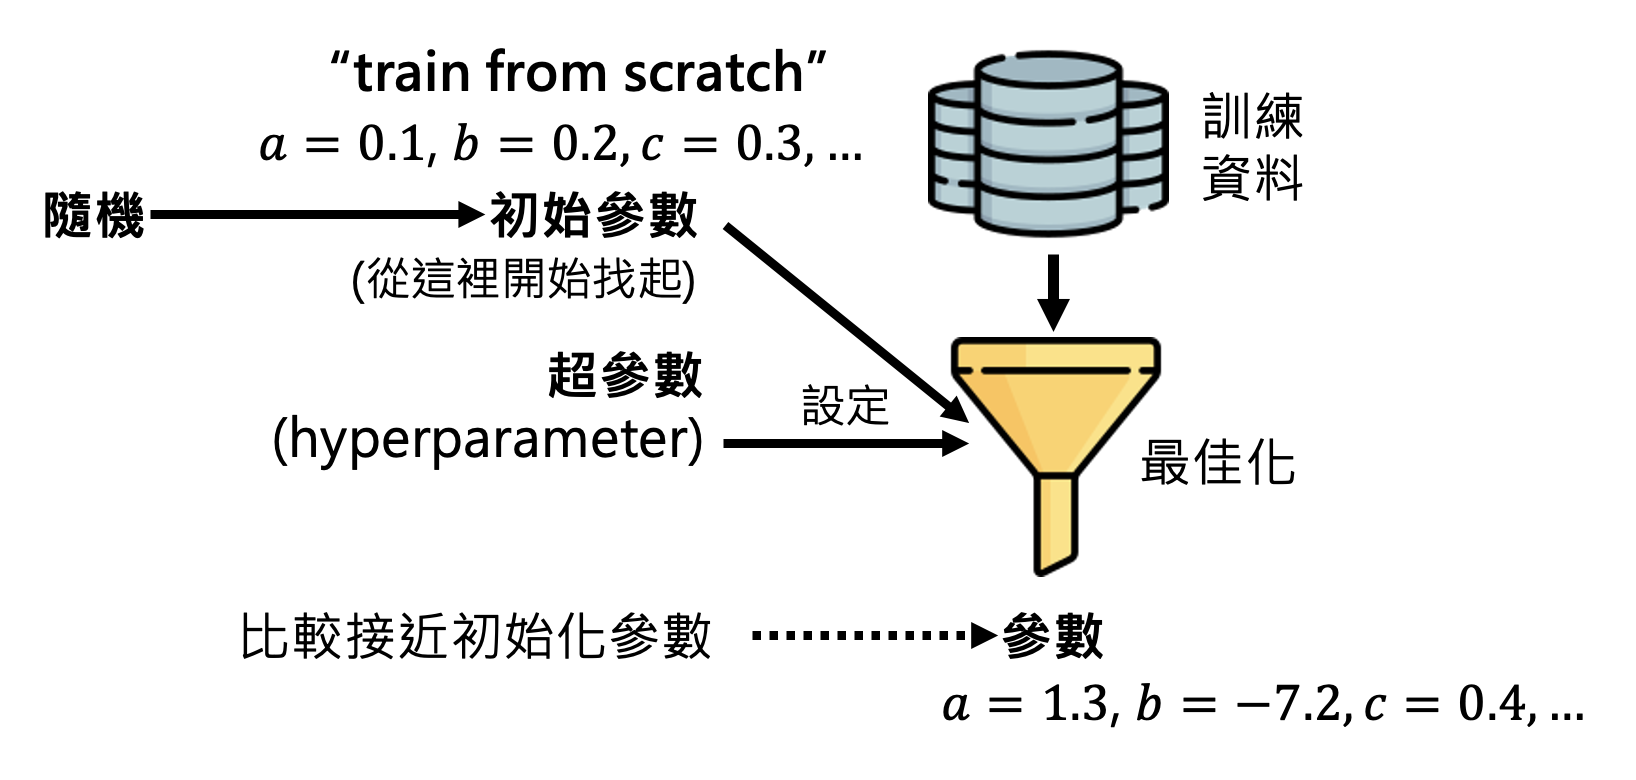 “train from scratch”
a = 0.1, b = 0.2, c = 0.3, ...
隨機
初始參數
(從這裡開始找起)
訓練
資料
超參數
(hyperparameter)
設定
最佳化
比較接近初始化參數
參數
a = 1.3, b = −7.2, c = 0.4, ...